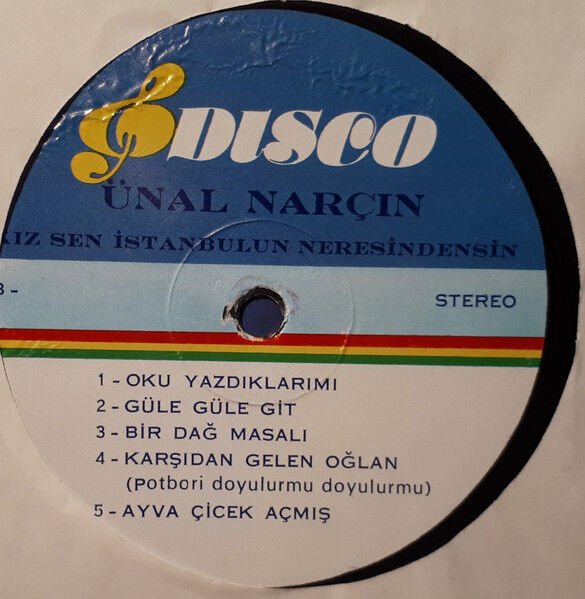 DISCO
ÜNAL NARÇIN
KIZ SEN İSTANBULUN NERESİNDENSİN
B - STEREO
1 - OKU YAZDIKLARIMI
2 - GÜLE GÜLE GİT
3 - BİR DAĞ MASALI
4 - KARŞIDAN GELEN OĞLAN
(Potbori doyulurmu doyulurmu)
5 - AYVA ÇİCEK AÇMIŞ